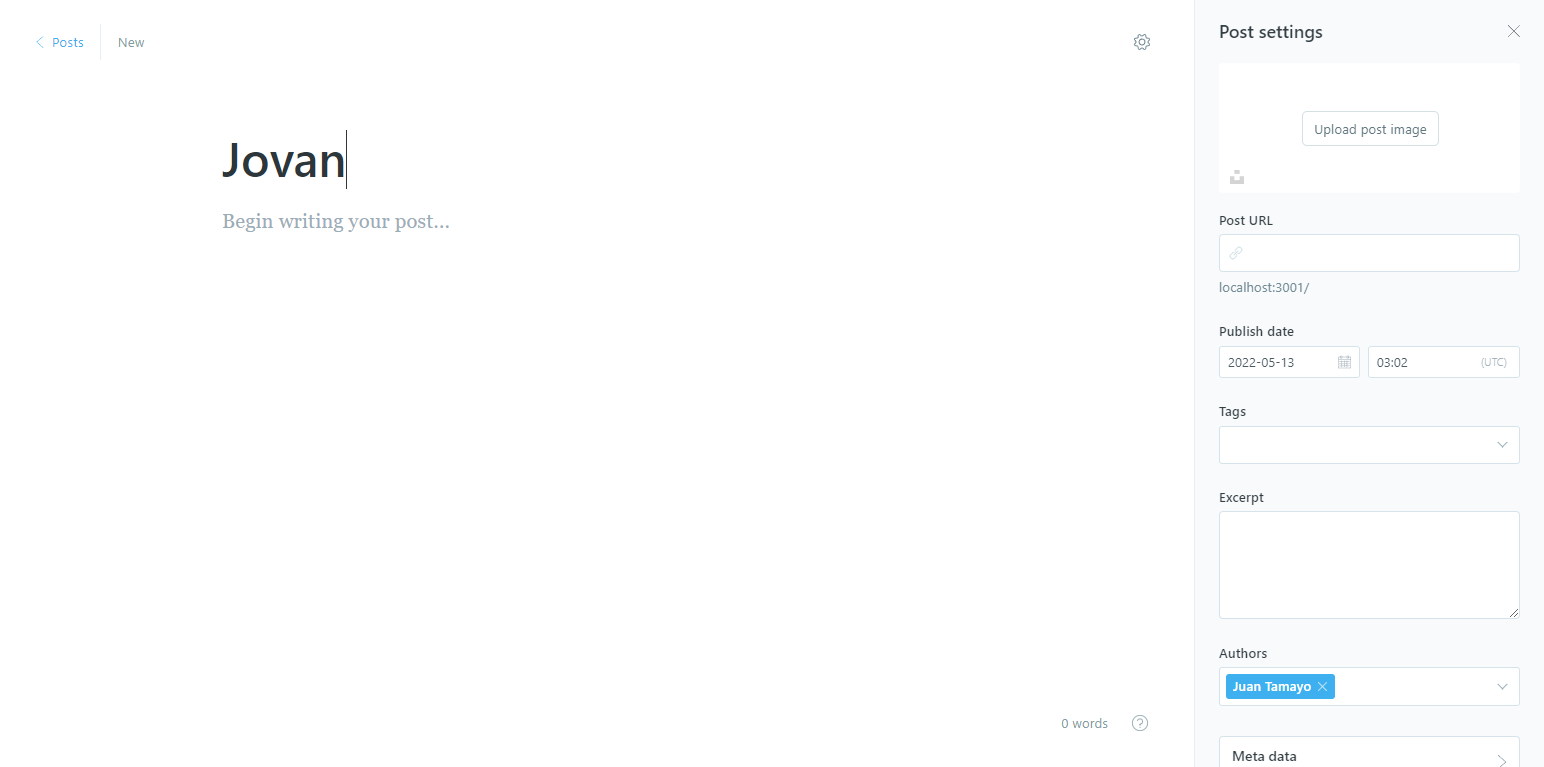 Posts
New
Jovan
Begin writing your post...
0 words
Post settings
Upload post image
Post URL
localhost:3001/
Publish date
2022-05-13
03:02 (UTC)
Tags
Excerpt
Authors
Juan Tamayo
Meta data